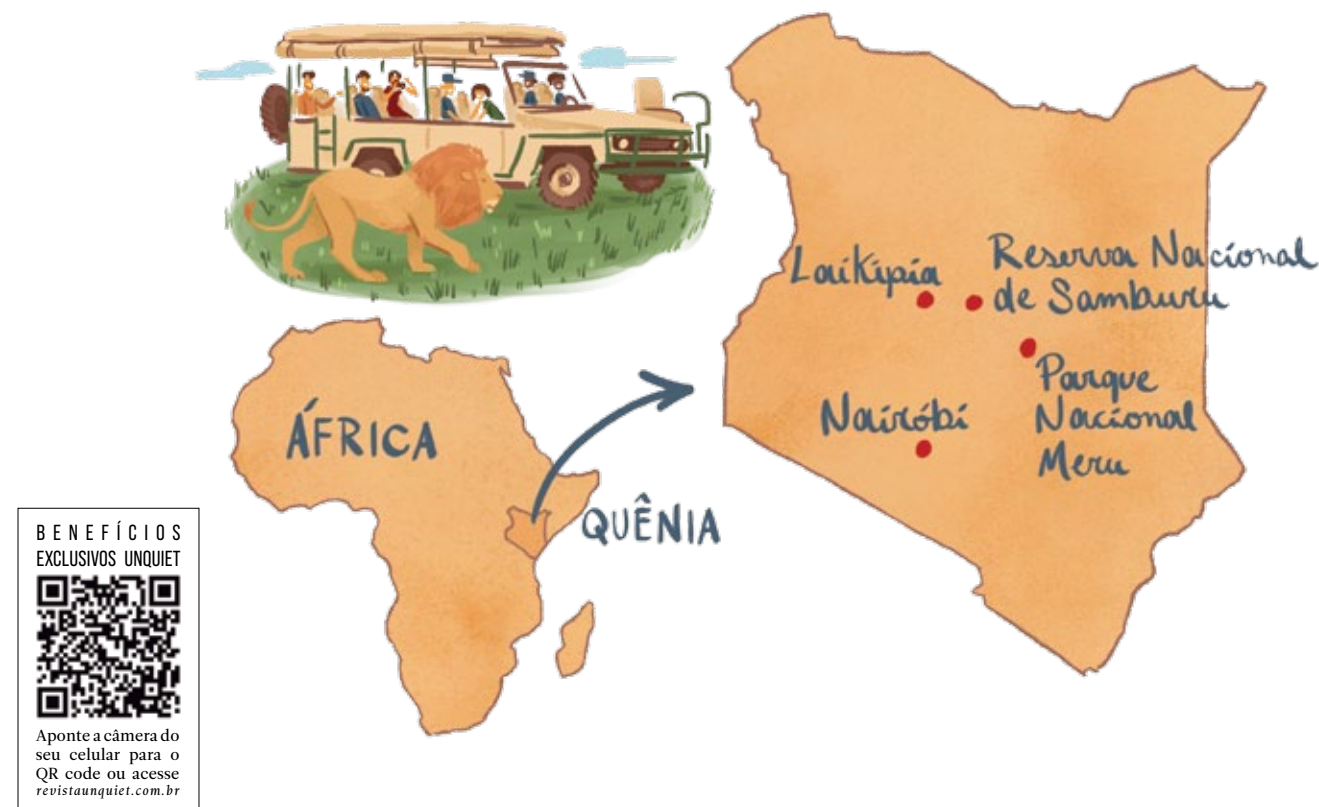 Laikipia
Reserva Nacional
de Samburu
Parque
Nacional
Meru
Nairóbi
ÁFRICA
QUÊNIA
BENEFÍCIOS
EXCLUSIVOS UNQUIET
Aponte a câmera do
seu celular para o
QR code ou acesse
revistaunquiet.com.br